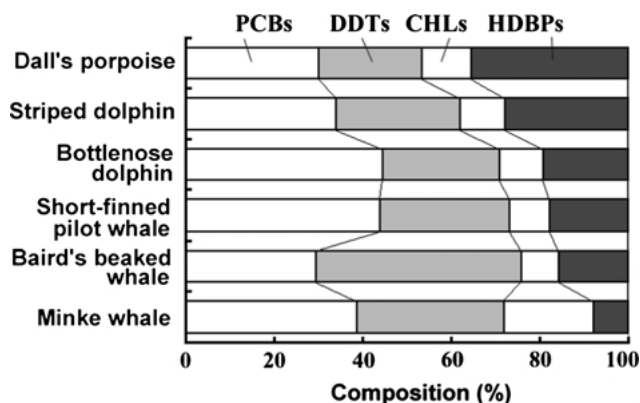 PCBs DDTs CHLs HDBPs
Dall's porpoise
Striped dolphin
Bottlenose
dolphin
Short-finned
pilot whale
Baird's beaked
whale
Minke whale
0 20 40 60 80 100
Composition (%)